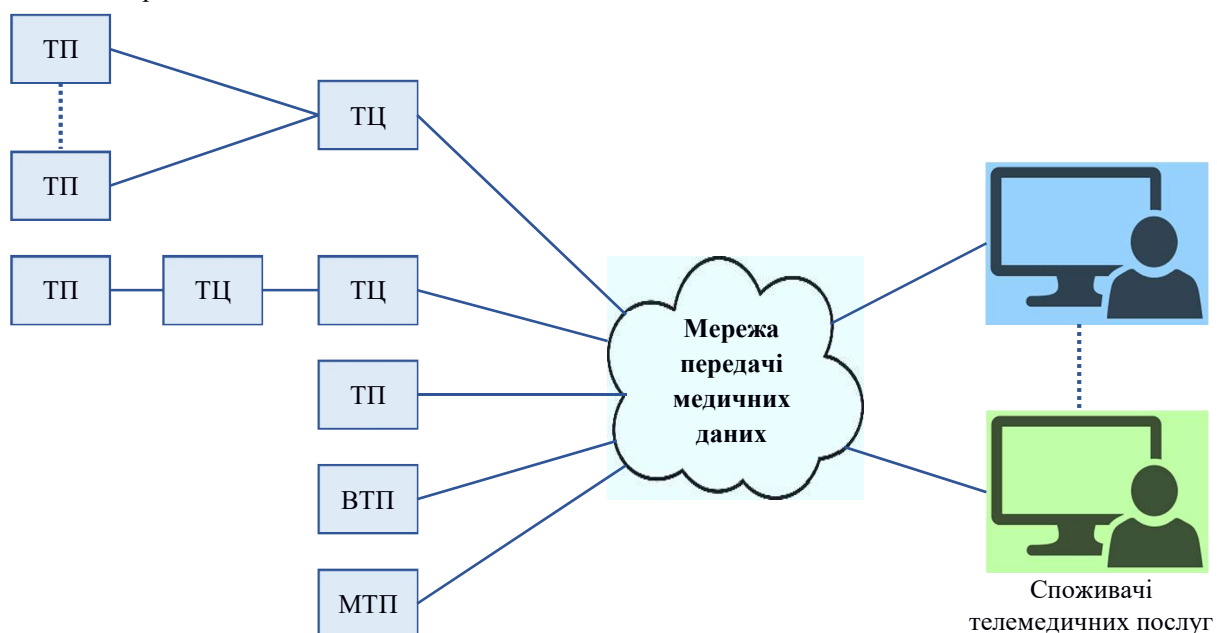 ТП
ТЦ
ТП
ТП
ТЦ
ТЦ
ТП
ВТП
МТП
Мережа
передачі
медичних
даних
Споживачі
телемедичних послуг